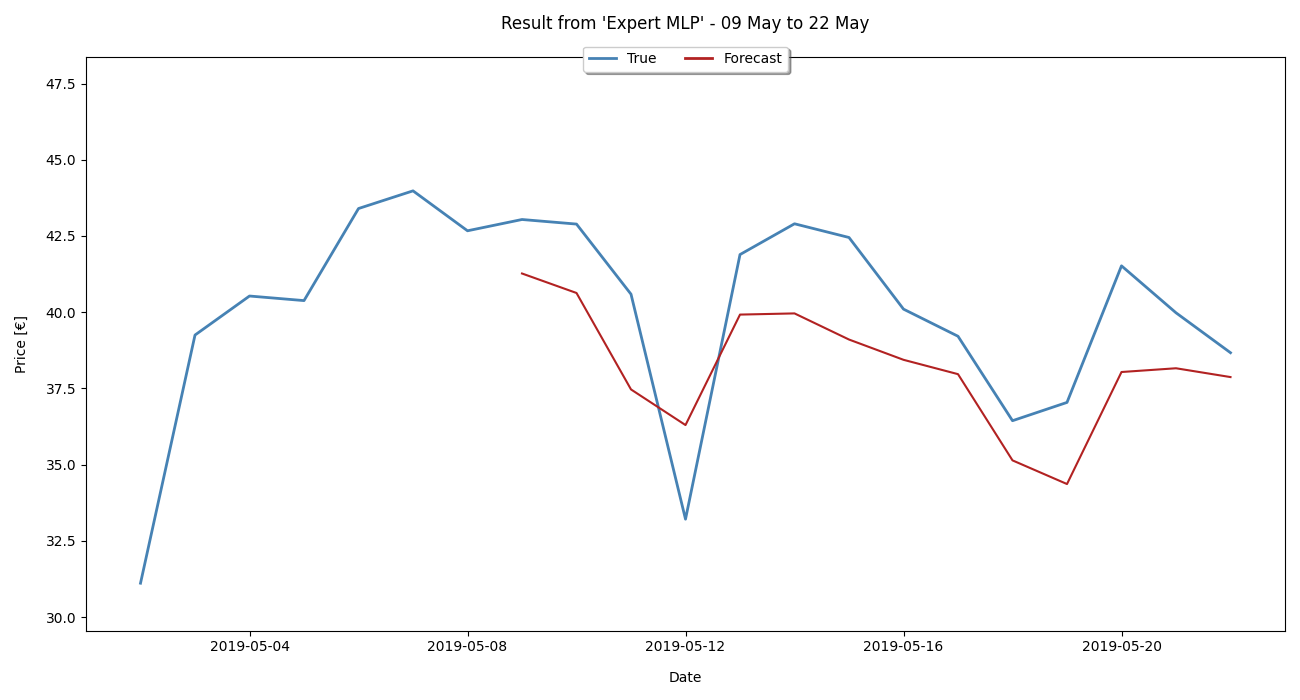 Result from 'Expert MLP' - 09 May to 22 May
True Forecast
47.5
45.0
42.5
40.0
37.5
35.0
32.5
30.0
Price [€]
2019-05-04 2019-05-08 2019-05-12 2019-05-16 2019-05-20
Date